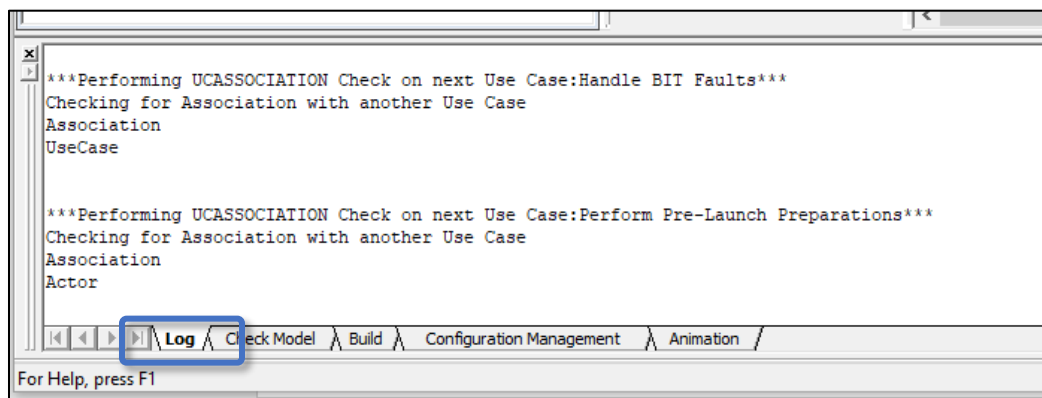 ***Performing UCASSOCIATION Check on next Use Case:Handle BIT Faults***
Checking for Association with another Use Case
Association
UseCase
***Performing UCASSOCIATION Check on next Use Case:Perform Pre-Launch Preparations***
Checking for Association with another Use Case
Association
Actor
Log Check Model Build Configuration Management Animation
For Help, press F1